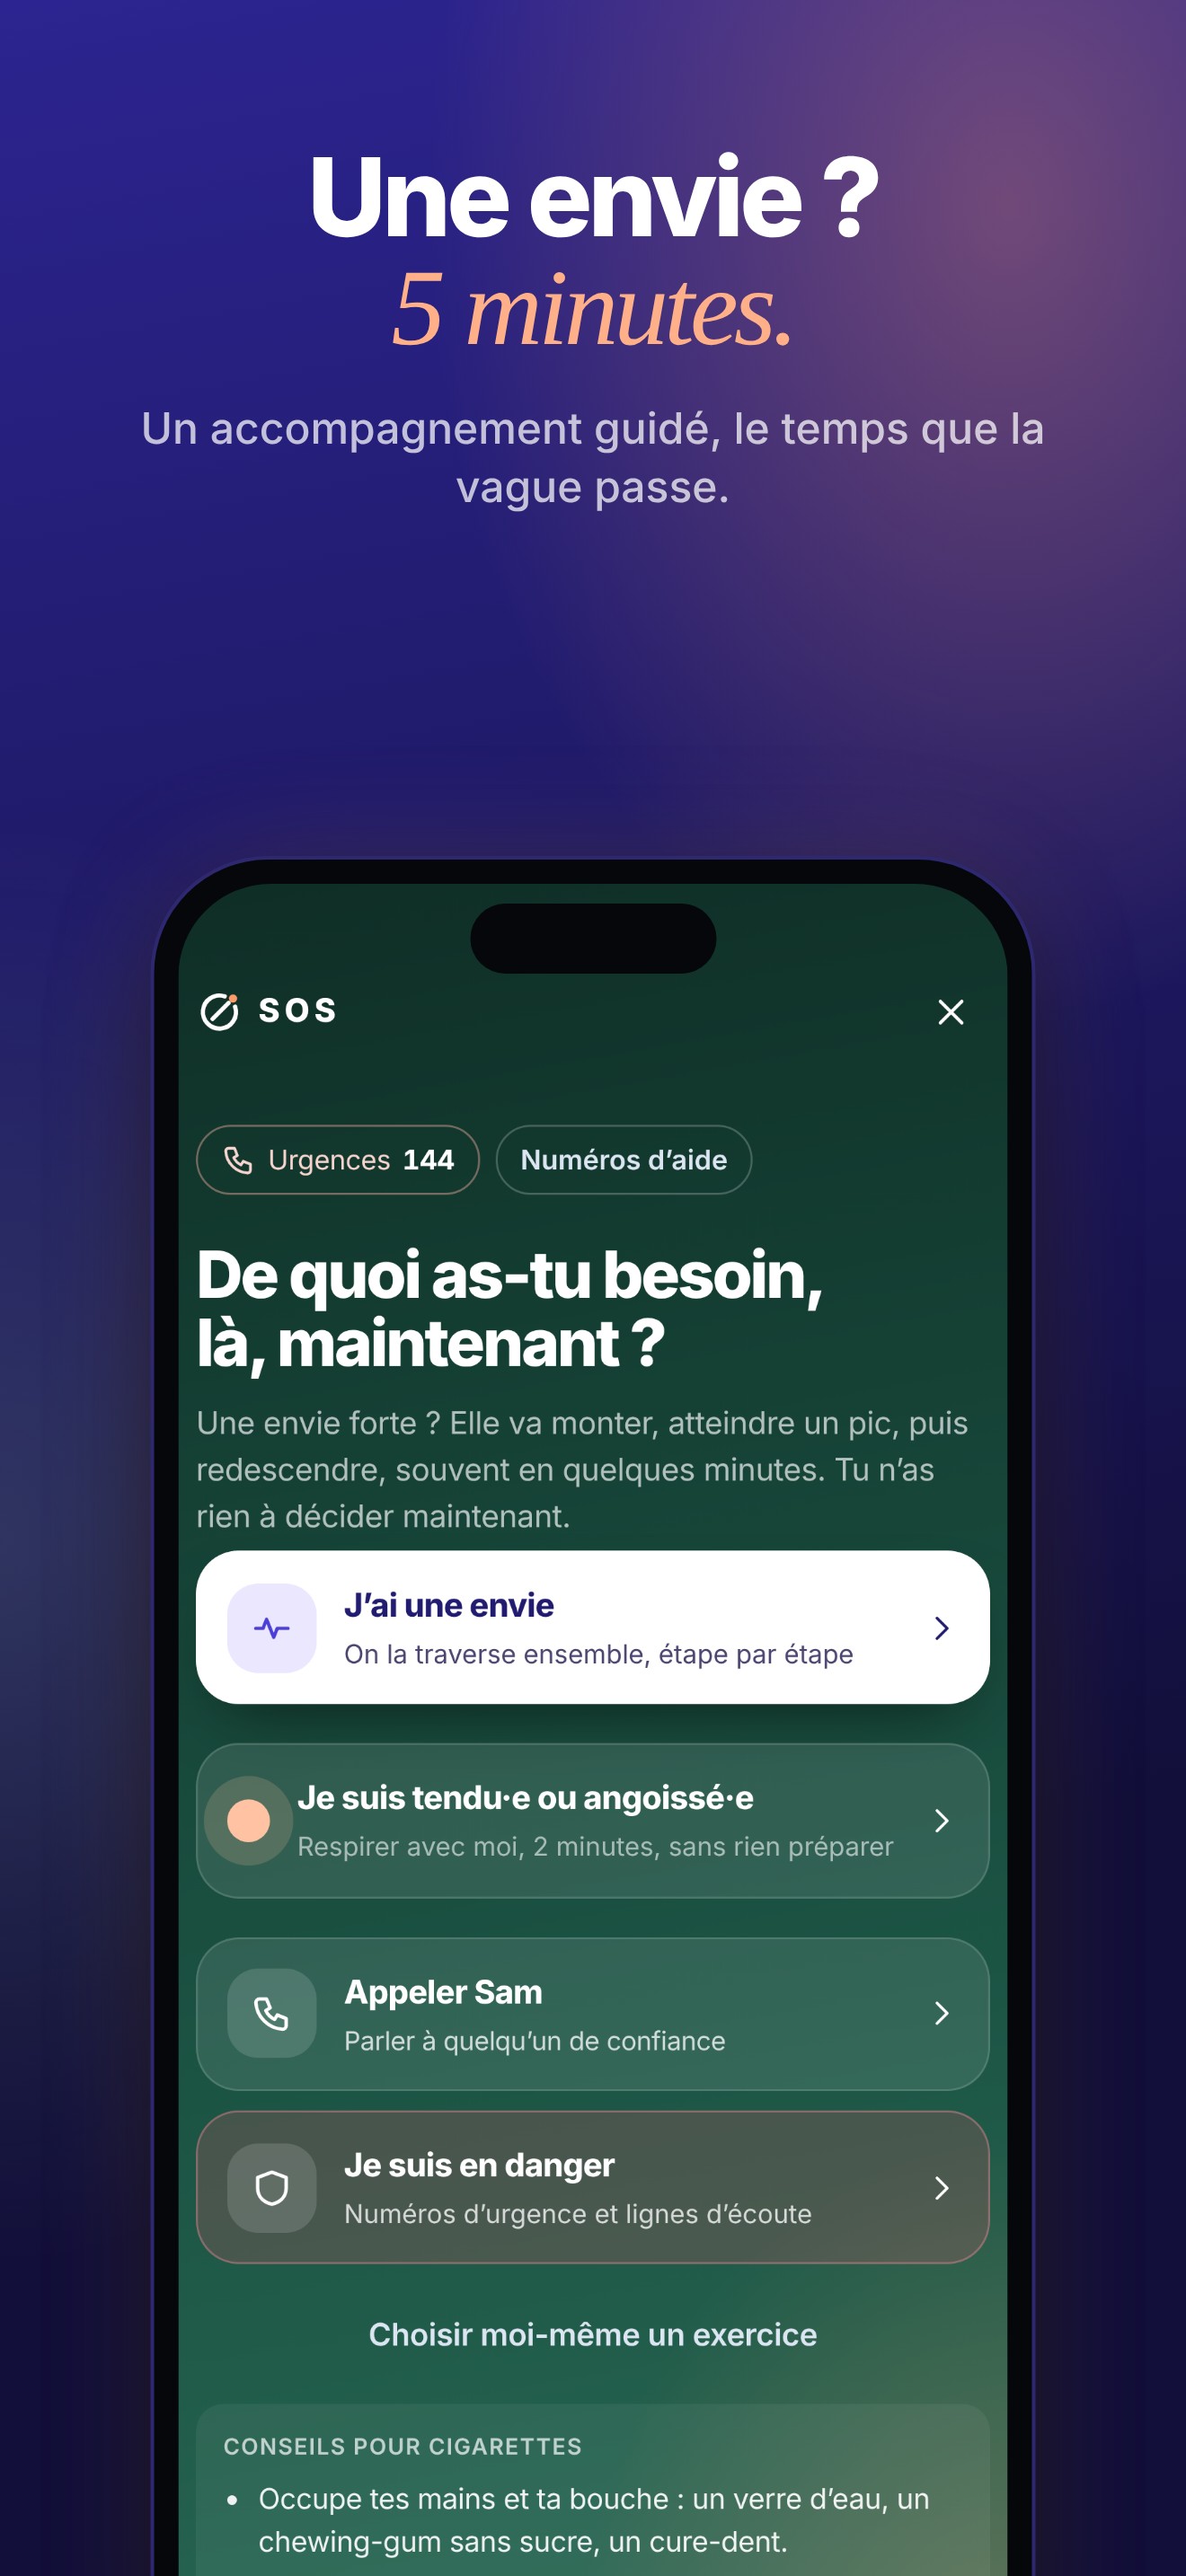 Une envie ?
5 minutes.
Un accompagnement guidé, le temps que la
vague passe.
SOS
Urgences 144
Numéros d’aide
De quoi as-tu besoin,
là, maintenant ?
Une envie forte ? Elle va monter, atteindre un pic, puis
redescendre, souvent en quelques minutes. Tu n’as
rien à décider maintenant.
J’ai une envie
On la traverse ensemble, étape par étape
Je suis tendu·e ou angoissé·e
Respirer avec moi, 2 minutes, sans rien préparer
Appeler Sam
Parler à quelqu’un de confiance
Je suis en danger
Numéros d’urgence et lignes d’écoute
Choisir moi-même un exercice
CONSEILS POUR CIGARETTES
• Occupe tes mains et ta bouche : un verre d’eau, un
chewing-gum sans sucre, un cure-dent.